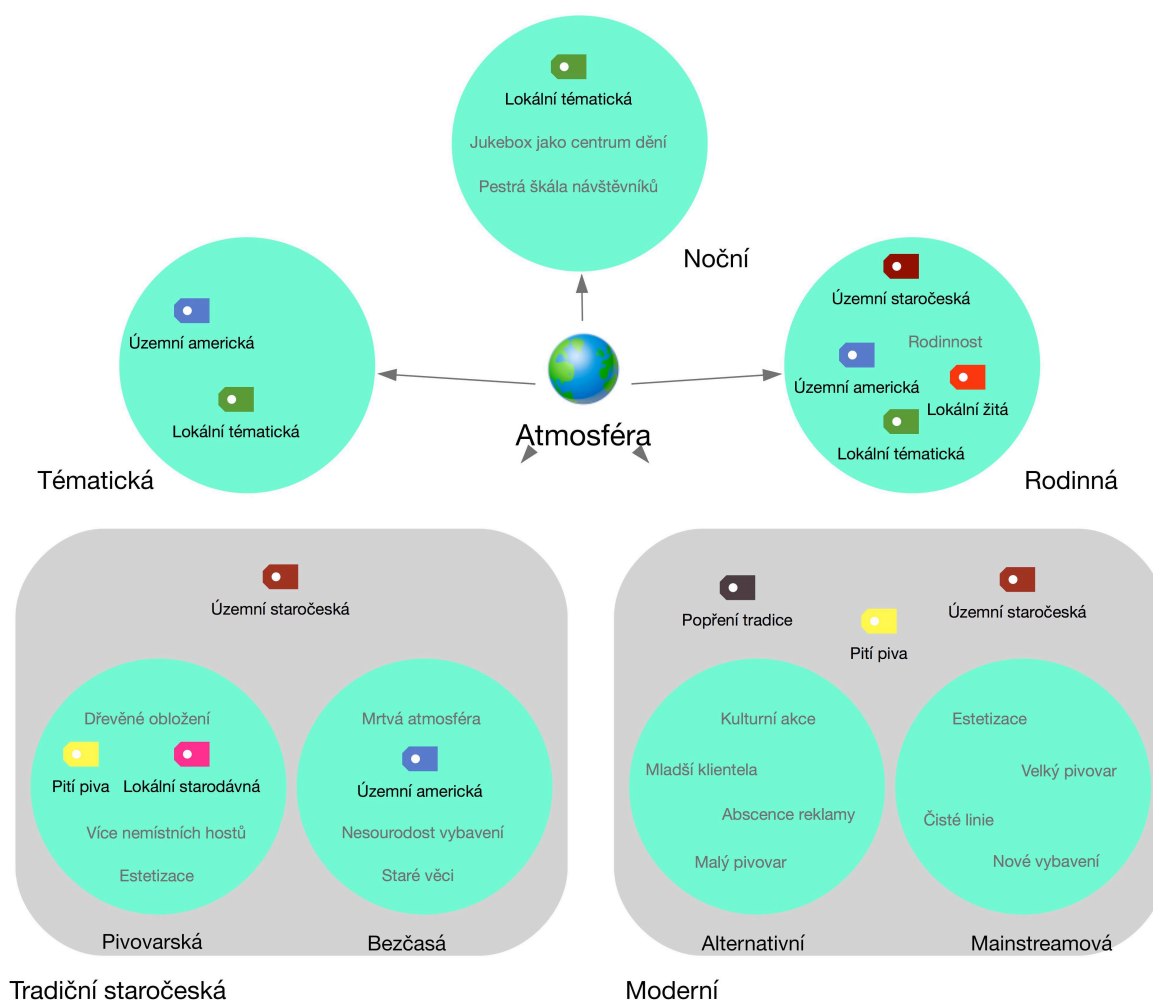 Lokální tématická
Jukebox jako centrum dění
Pestrá škála návštěvníků
Noční
Územní americká
Lokální tématická
Tématická
Atmosféra
Územní staročeská
Rodinnost
Územní americká
Lokální žitá
Lokální tématická
Rodinná
Územní staročeská
Dřevěné obložení
Pití piva
Lokální starodávná
Více nemístních hostů
Estetizace
Pivovarská
Mrtvá atmosféra
Územní americká
Nesourodost vybavení
Staré věci
Bezčasá
Tradiční staročeská
Popření tradice
Územní staročeská
Pití piva
Kulturní akce
Mladší klientela
Abscence reklamy
Malý pivovar
Alternativní
Estetizace
Velký pivovar
Čisté linie
Nové vybavení
Mainstreamová
Moderní